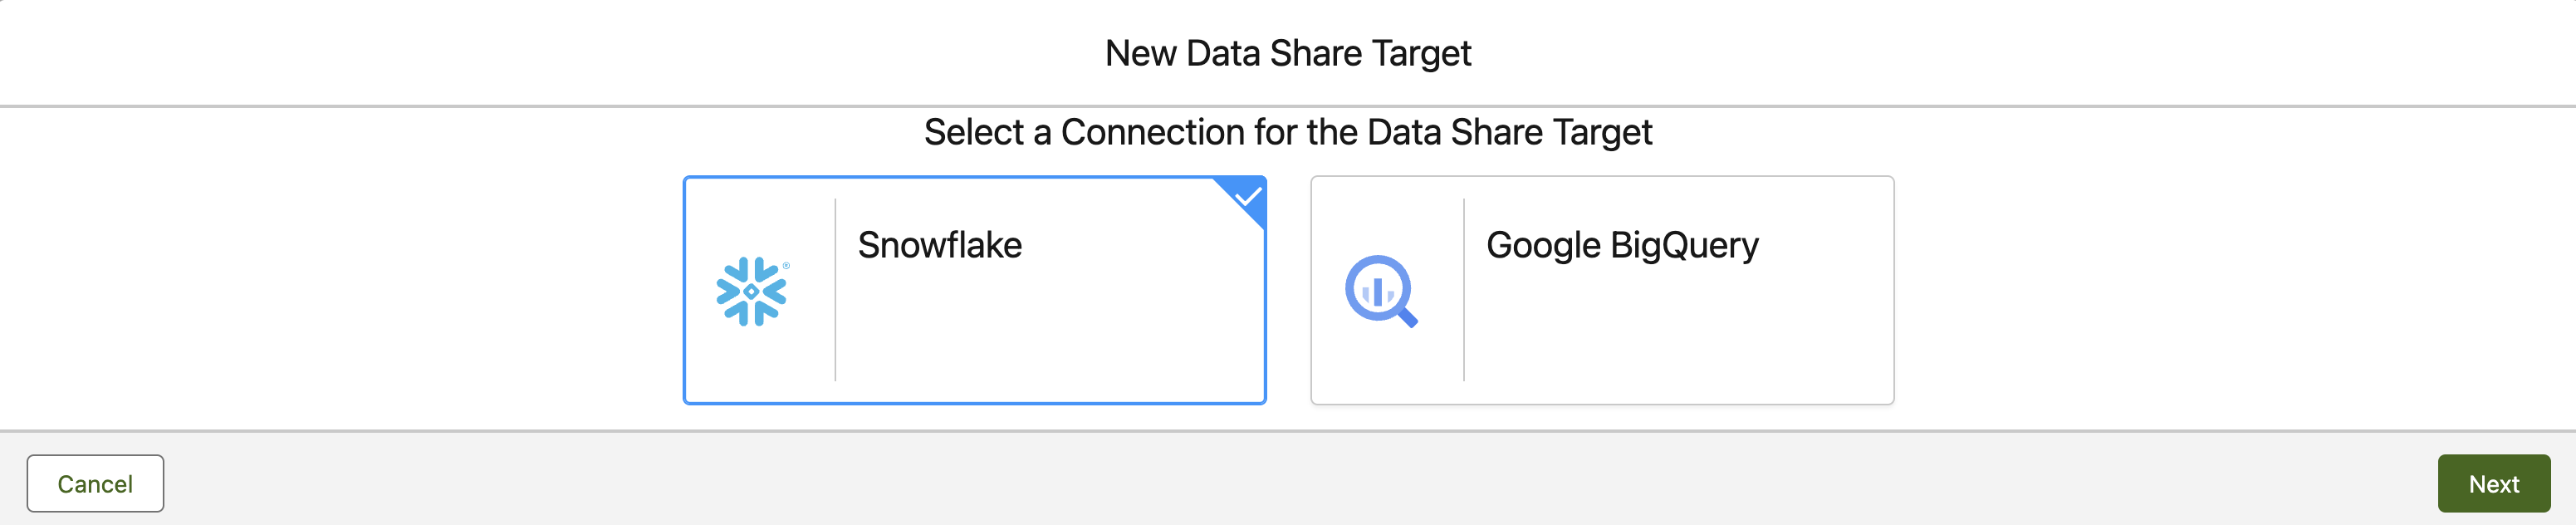 New Data Share Target
Select a Connection for the Data Share Target
Snowflake
Google BigQuery
Cancel
Next